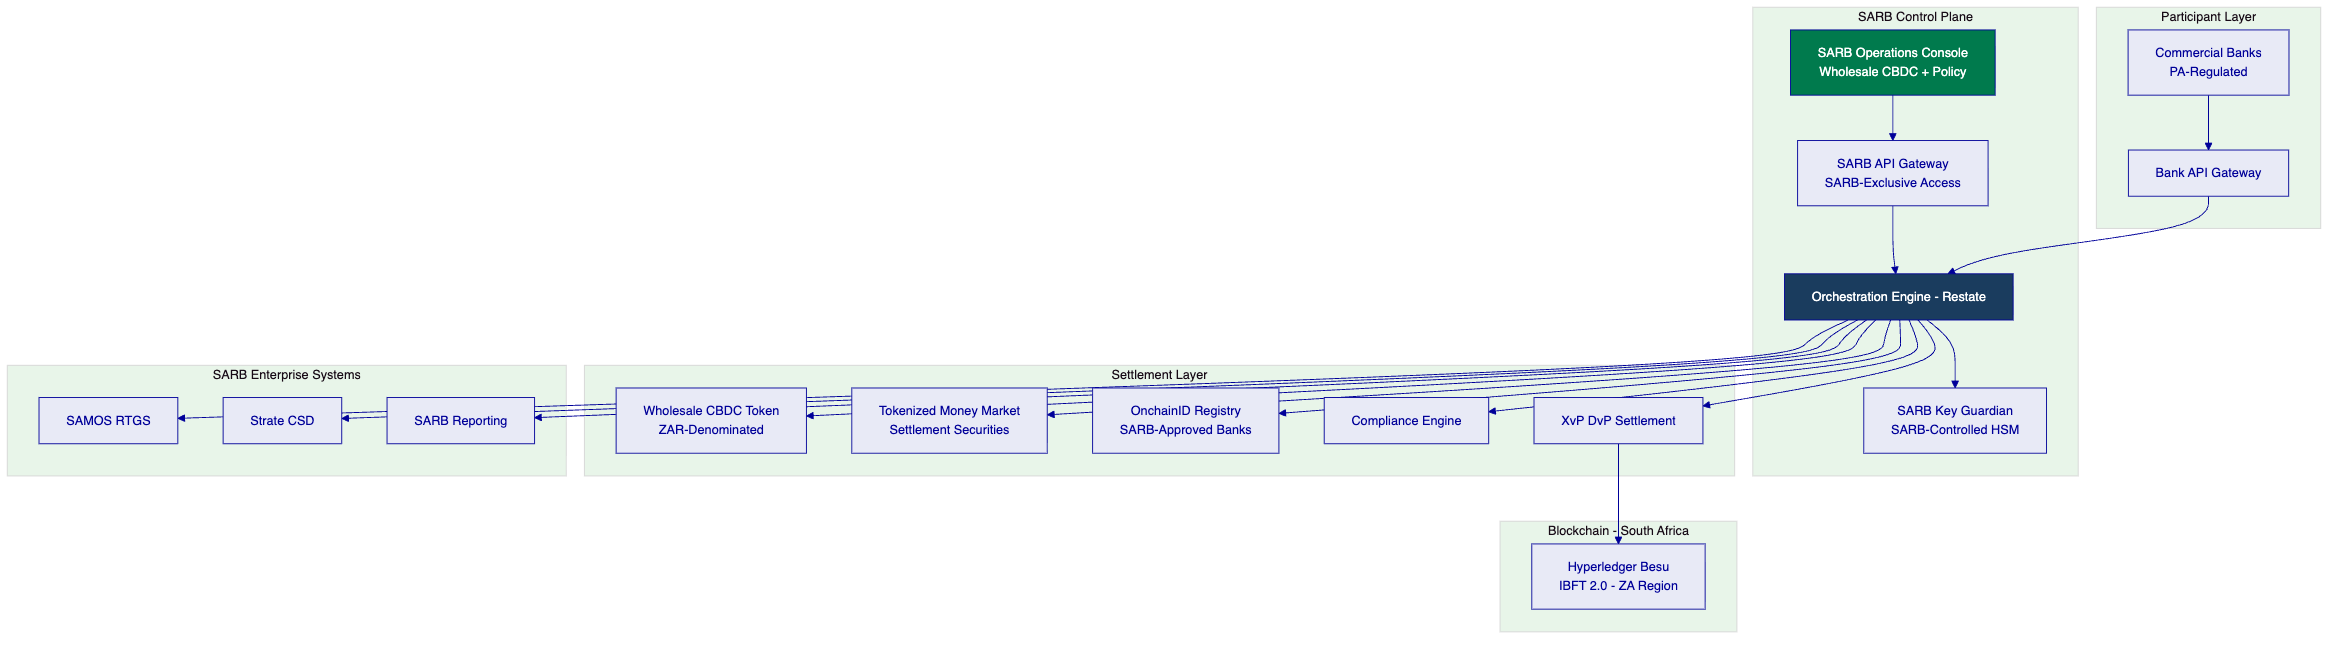 SARB Control Plane
SARB Operations Console
Wholesale CBDC + Policy
SARB API Gateway
SARB-Exclusive Access
Orchestration Engine - Restate
SARB Key Guardian
SARB-Controlled HSM
Participant Layer
Commercial Banks
PA-Regulated
Bank API Gateway
SARB Enterprise Systems
SAMOS RTGS
Strate CSD
SARB Reporting
Settlement Layer
Wholesale CBDC Token
ZAR-Denominated
Tokenized Money Market
Settlement Securities
OnchainID Registry
SARB-Approved Banks
Compliance Engine
XvP DvP Settlement
Blockchain - South Africa
Hyperledger Besu
IBFT 2.0 - ZA Region